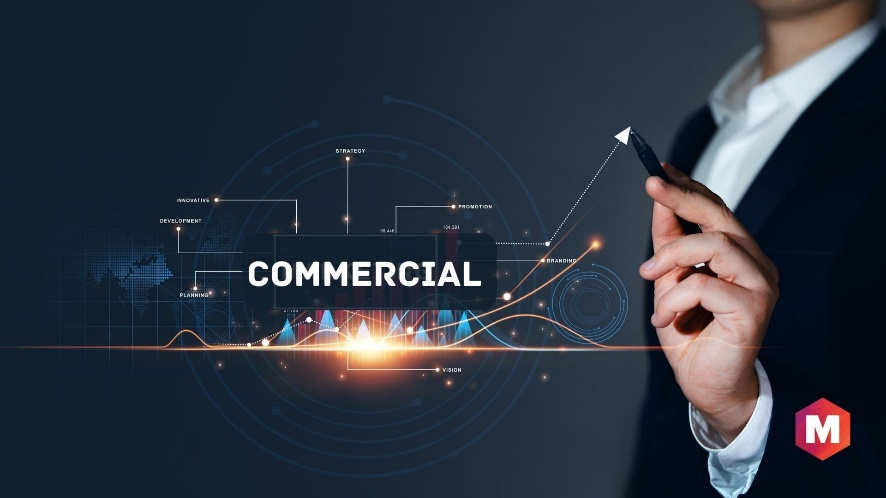 STRATEGY
INNOVATIVE
PROMOTION
DEVELOPMENT
COMMERCIAL
BRANDING
PLANNING
VISION
M